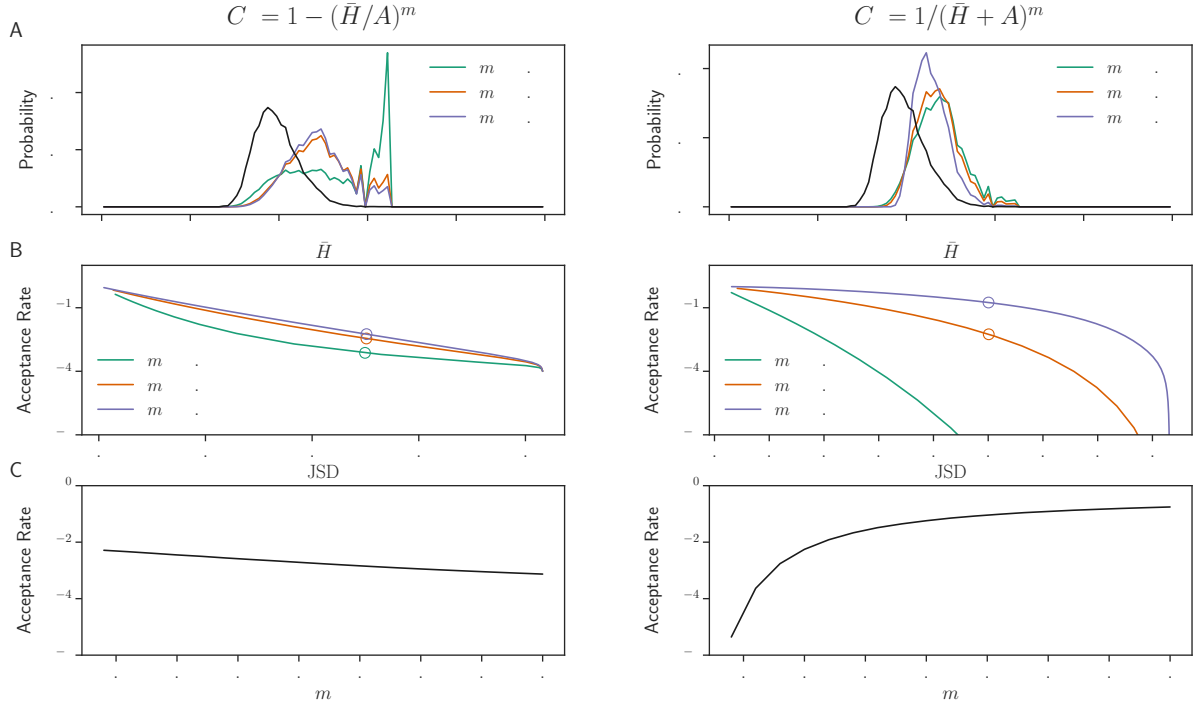 C = 1 − (H̄/A)^m
C = 1/(H̄ + A)^m
A
Probability
m .
m .
m .
H̄
Probability
m .
m .
m .
H̄
B
Acceptance Rate
−1
−4
−
m .
m .
m .
JSD
Acceptance Rate
−1
−4
−
m .
m .
m .
JSD
C
Acceptance Rate
0
−2
−4
−
m
Acceptance Rate
0
−2
−4
−
m